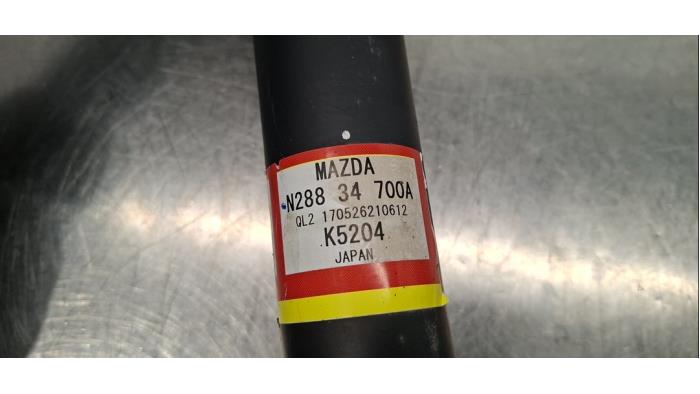 MAZDA
N288 34 700A
QL2 170526210612
K5204
JAPAN